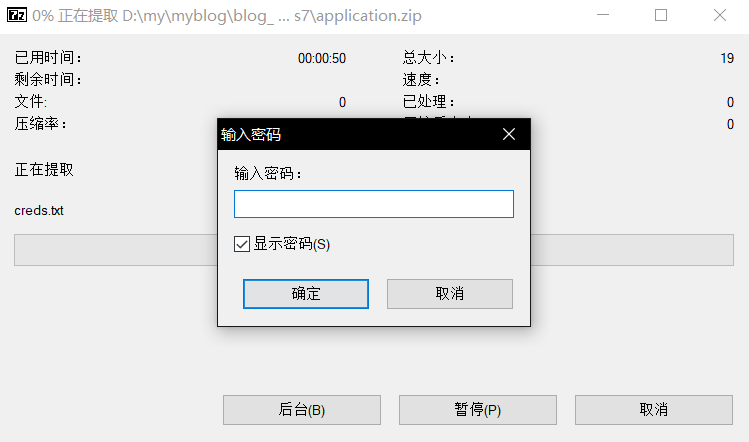 0% 正在提取 D:\my\myblog\blog_ ... s7\application.zip
已用时间： 00:00:50 总大小： 19
剩余时间： 速度：
文件: 0 已处理： 0
压缩率： 0
输入密码
正在提取
输入密码：
creds.txt
显示密码(S)
确定 取消
后台(B) 暂停(P) 取消